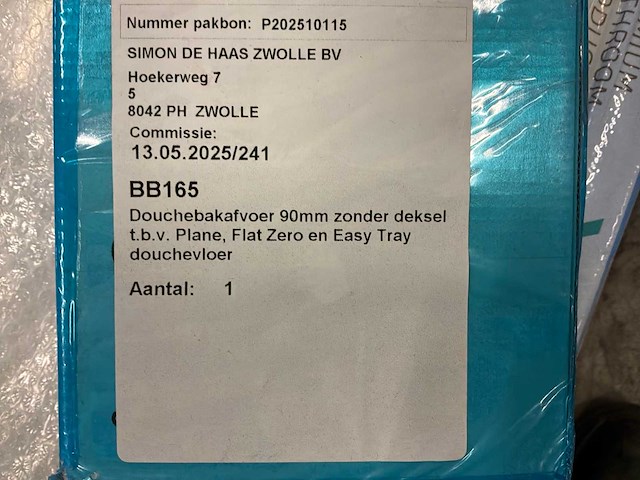 Nummer pakbon: P202510115
SIMON DE HAAS ZWOLLE BV
Hoekerweg 7
5
8042 PH ZWOLLE
Commissie:
13.05.2025/241
BB165
Douchebakafvoer 90mm zonder deksel
t.b.v. Plane, Flat Zero en Easy Tray
douchevloer
Aantal: 1